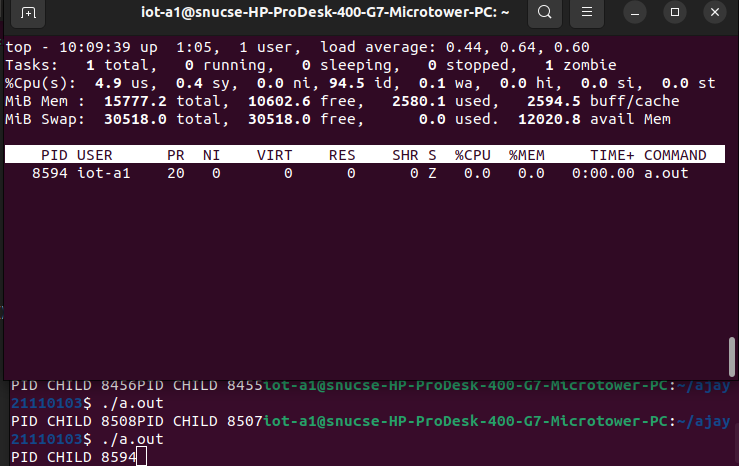 iot-a1@snucse-HP-ProDesk-400-G7-Microtower-PC: ~
top - 10:09:39 up  1:05,  1 user,  load average: 0.44, 0.64, 0.60
Tasks:   1 total,   0 running,   0 sleeping,   0 stopped,   1 zombie
%Cpu(s):  4.9 us,  0.4 sy,  0.0 ni, 94.5 id,  0.1 wa,  0.0 hi,  0.0 si,  0.0 st
MiB Mem :  15777.2 total,  10602.6 free,   2580.1 used,   2594.5 buff/cache
MiB Swap:  30518.0 total,  30518.0 free,      0.0 used.  12020.8 avail Mem
PID USER      PR  NI    VIRT    RES    SHR S  %CPU  %MEM     TIME+ COMMAND
8594 iot-a1    20   0       0      0      0 Z   0.0   0.0   0:00.00 a.out
PID CHILD 8456PID CHILD 8455iot-a1@snucse-HP-ProDesk-400-G7-Microtower-PC:~/ajay
21110103$ ./a.out
PID CHILD 8508PID CHILD 8507iot-a1@snucse-HP-ProDesk-400-G7-Microtower-PC:~/ajay
21110103$ ./a.out
PID CHILD 8594